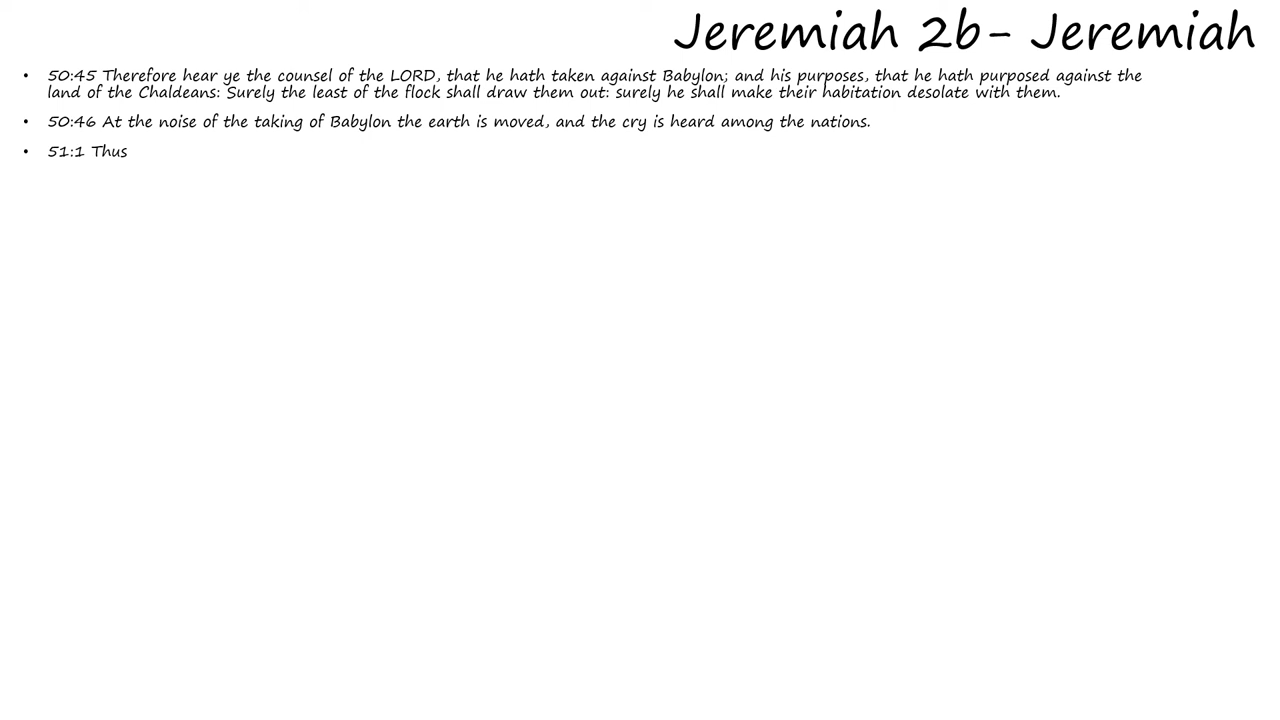 Jeremiah 2b- Jeremiah
• 50:45 Therefore hear ye the counsel of the LORD, that he hath taken against Babylon; and his purposes, that he hath purposed against the
land of the Chaldeans: Surely the least of the flock shall draw them out: surely he shall make their habitation desolate with them.
• 50:46 At the noise of the taking of Babylon the earth is moved, and the cry is heard among the nations.
• 51:1 Thus